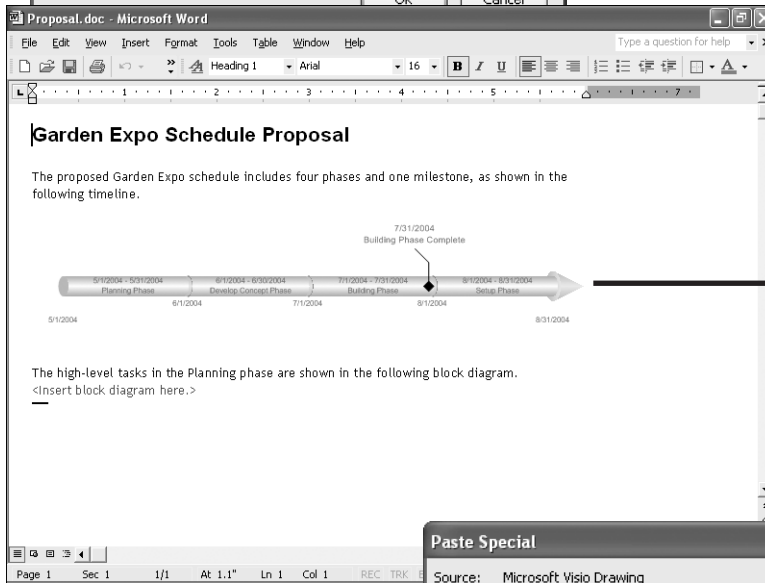 OK Cancel
Proposal.doc - Microsoft Word
File Edit View Insert Format Tools Table Window Help Type a question for help
Heading 1 Arial 16 B I U
1 2 3 4 5 7
Garden Expo Schedule Proposal
The proposed Garden Expo schedule includes four phases and one milestone, as shown in the
following timeline.
7/31/2004
Building Phase Complete
5/1/2004 - 5/31/2004 6/1/2004 - 6/30/2004 7/1/2004 - 7/31/2004 8/1/2004 - 8/31/2004
Planning Phase Develop Concept Phase Building Phase Setup Phase
6/1/2004 7/1/2004 8/1/2004
5/1/2004 8/31/2004
The high-level tasks in the Planning phase are shown in the following block diagram.
<Insert block diagram here.>
Paste Special
Page 1 Sec 1 1/1 At 1.1" Ln 1 Col 1 REC TRK
Source: Microsoft Visio Drawing